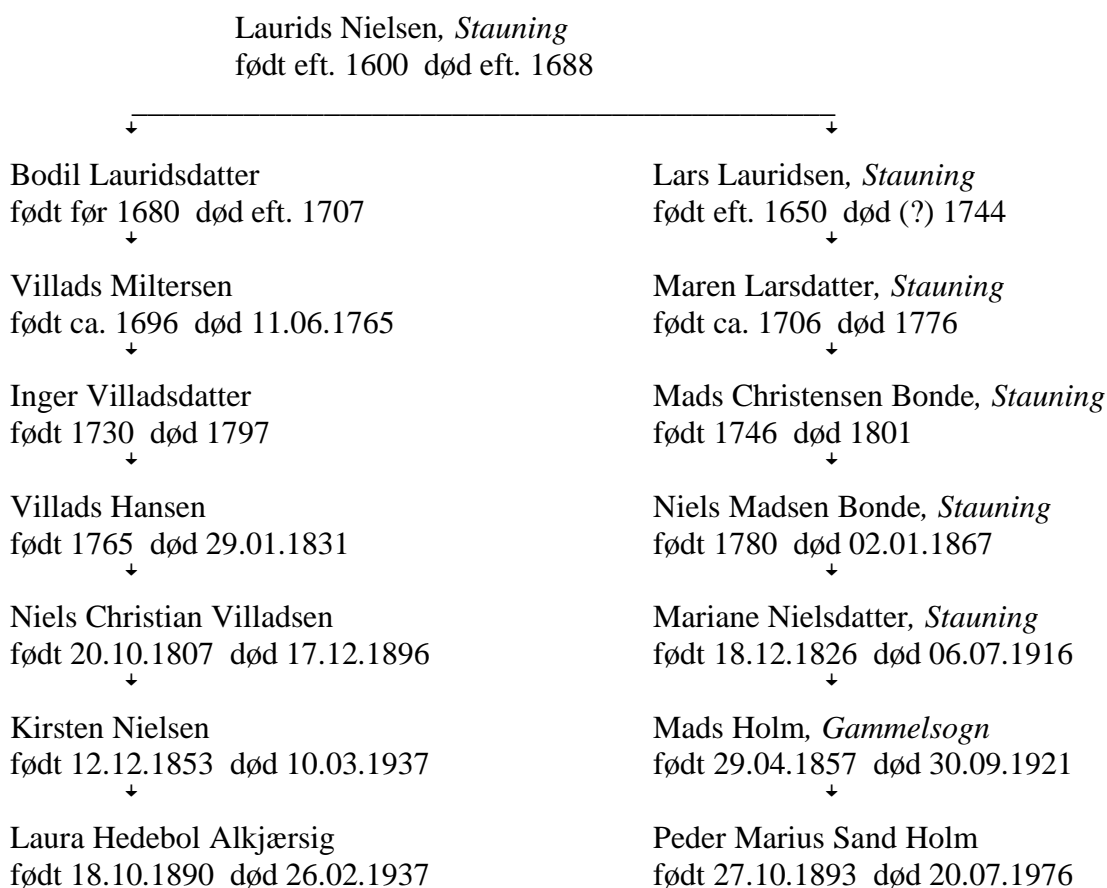 Laurids Nielsen, Stauning
født eft. 1600 død eft. 1688
Bodil Lauridsdatter
født før 1680 død eft. 1707
Lars Lauridsen, Stauning
født eft. 1650 død (?) 1744
Villads Miltersen
født ca. 1696 død 11.06.1765
Maren Larsdatter, Stauning
født ca. 1706 død 1776
Inger Villadsdatter
født 1730 død 1797
Mads Christensen Bonde, Stauning
født 1746 død 1801
Villads Hansen
født 1765 død 29.01.1831
Niels Madsen Bonde, Stauning
født 1780 død 02.01.1867
Niels Christian Villadsen
født 20.10.1807 død 17.12.1896
Mariane Nielsdatter, Stauning
født 18.12.1826 død 06.07.1916
Kirsten Nielsen
født 12.12.1853 død 10.03.1937
Mads Holm, Gammelsogn
født 29.04.1857 død 30.09.1921
Laura Hedebol Alkjærsig
født 18.10.1890 død 26.02.1937
Peder Marius Sand Holm
født 27.10.1893 død 20.07.1976